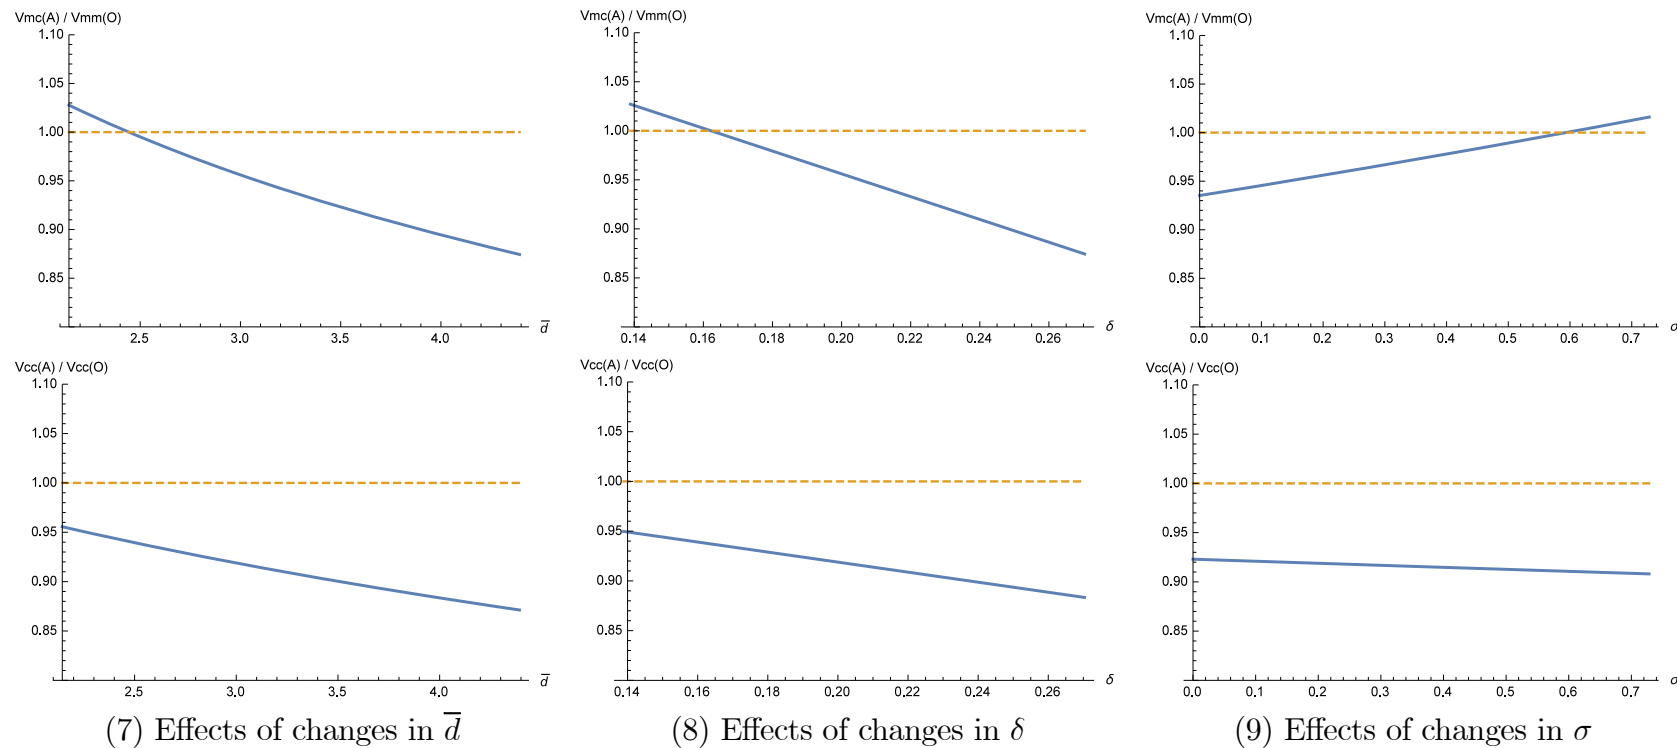 Vmc(A) / Vmm(O)
1.10
1.05
1.00
0.95
0.90
0.85
2.5 3.0 3.5 4.0
d̅
Vmc(A) / Vmm(O)
1.10
1.05
1.00
0.95
0.90
0.85
0.14 0.16 0.18 0.20 0.22 0.24 0.26
δ
Vmc(A) / Vmm(O)
1.10
1.05
1.00
0.95
0.90
0.85
0.0 0.1 0.2 0.3 0.4 0.5 0.6 0.7
σ
Vcc(A) / Vcc(O)
1.10
1.05
1.00
0.95
0.90
0.85
2.5 3.0 3.5 4.0
d̅
Vcc(A) / Vcc(O)
1.10
1.05
1.00
0.95
0.90
0.85
0.14 0.16 0.18 0.20 0.22 0.24 0.26
δ
Vcc(A) / Vcc(O)
1.10
1.05
1.00
0.95
0.90
0.85
0.0 0.1 0.2 0.3 0.4 0.5 0.6 0.7
σ
(7) Effects of changes in d̅
(8) Effects of changes in δ
(9) Effects of changes in σ